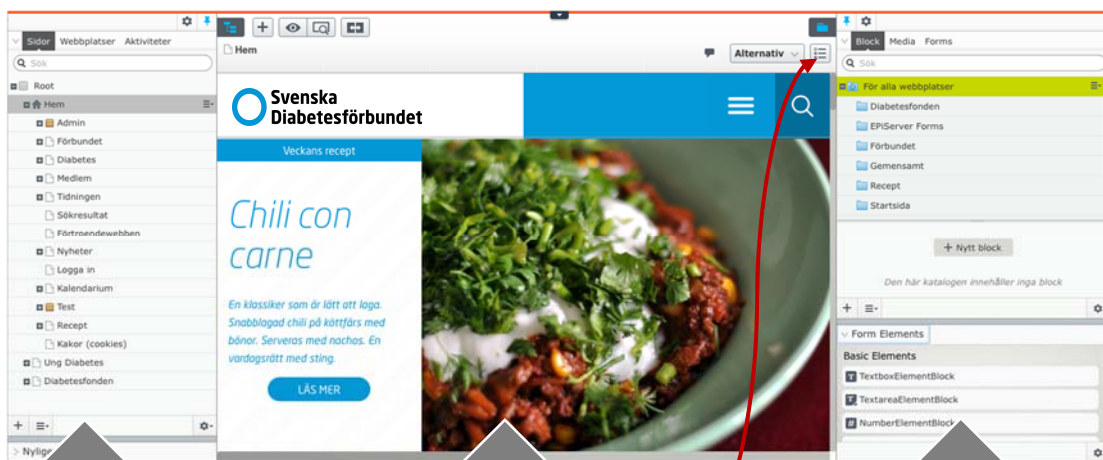 Sidor Webbplatser Aktiviteter
Sök
Root
Hem
Admin
Förbundet
Diabetes
Medlem
Tidningen
Sökresultat
Förtroendewebben
Nyheter
Logga in
Kalendarium
Test
Recept
Kakor (cookies)
Ung Diabetes
Diabetesfonden
Hem
Alternativ
Svenska
Diabetesförbundet
Veckans recept
Chili con
carne
En klassiker som är lätt att laga.
Snabblagad chili på köttfärs med
bönor. Serveras med nachos. En
vardagsrätt med sting.
LÄS MER
Block Media Forms
Sök
För alla webbplatser
Diabetesfonden
EPiServer Forms
Förbundet
Gemensamt
Recept
Startsida
+ Nytt block
Den här katalogen innehåller inga block
Form Elements
Basic Elements
TextboxElementBlock
TextareaElementBlock
NumberElementBlock